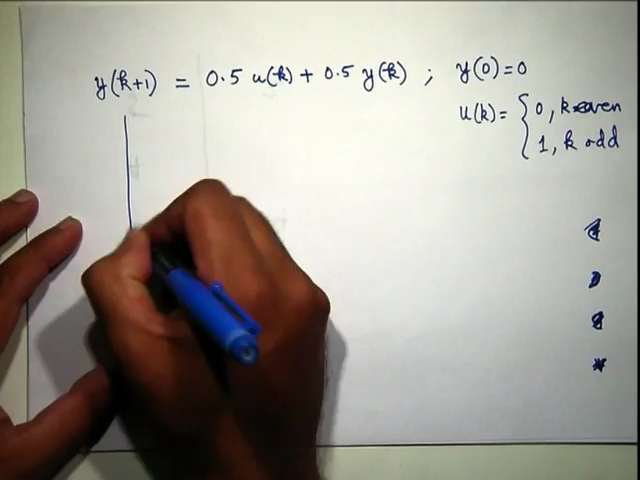 y(k+1) = 0.5 u(k) + 0.5 y(k) ; y(0)=0
u(k)= { 0, k even
1, k odd